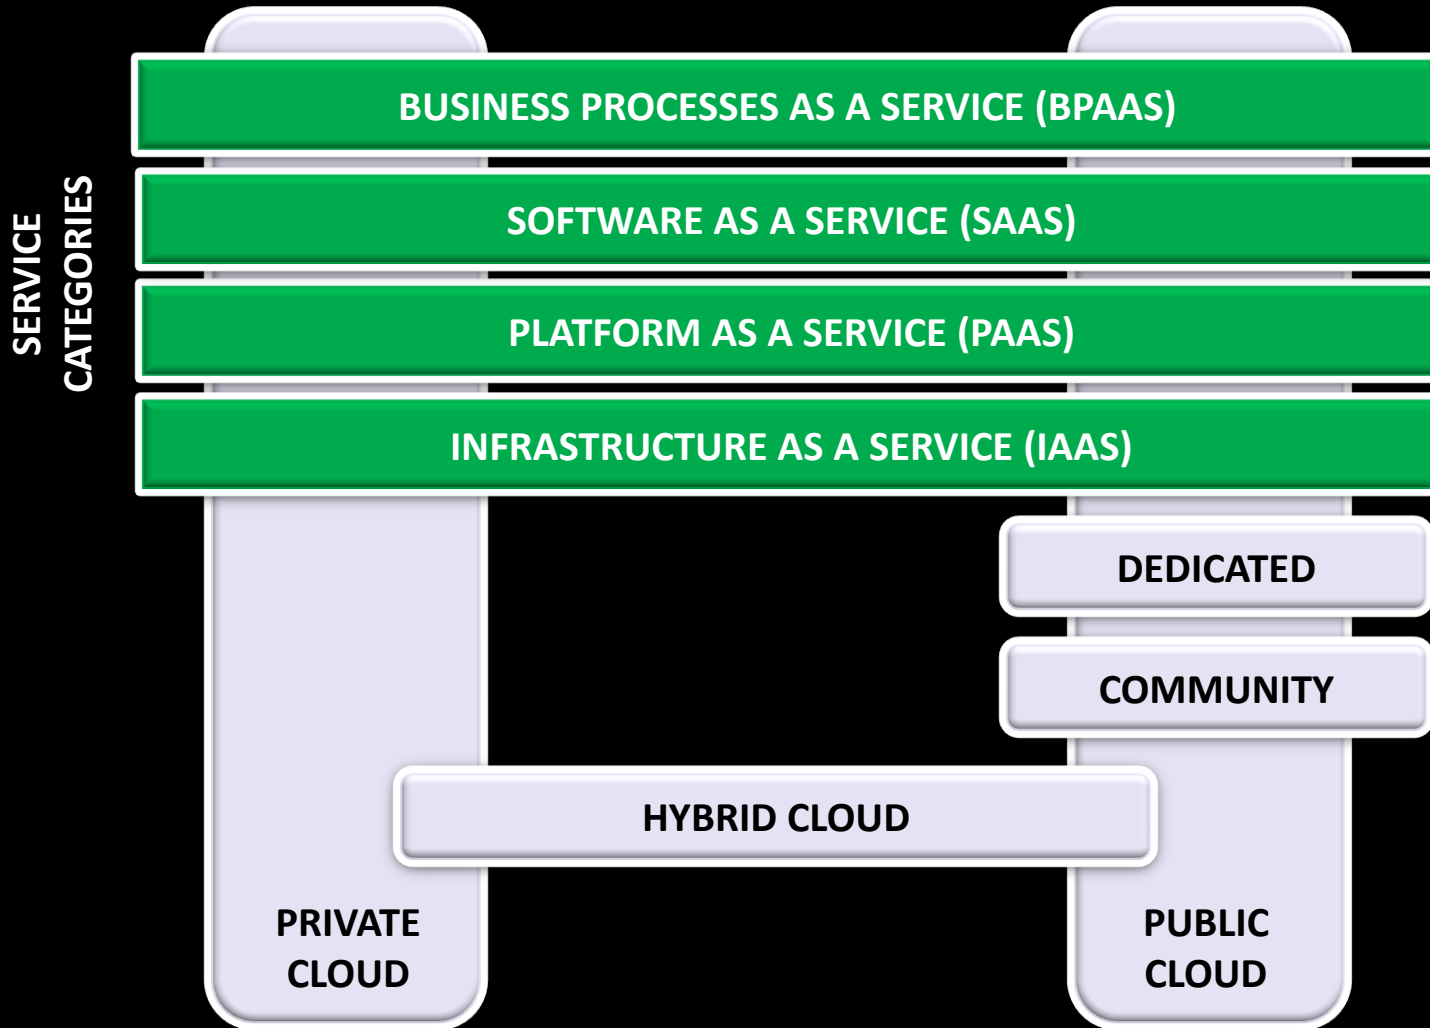 SERVICE
CATEGORIES
BUSINESS PROCESSES AS A SERVICE (BPAAS)
SOFTWARE AS A SERVICE (SAAS)
PLATFORM AS A SERVICE (PAAS)
INFRASTRUCTURE AS A SERVICE (IAAS)
DEDICATED
COMMUNITY
HYBRID CLOUD
PRIVATE
CLOUD
PUBLIC
CLOUD